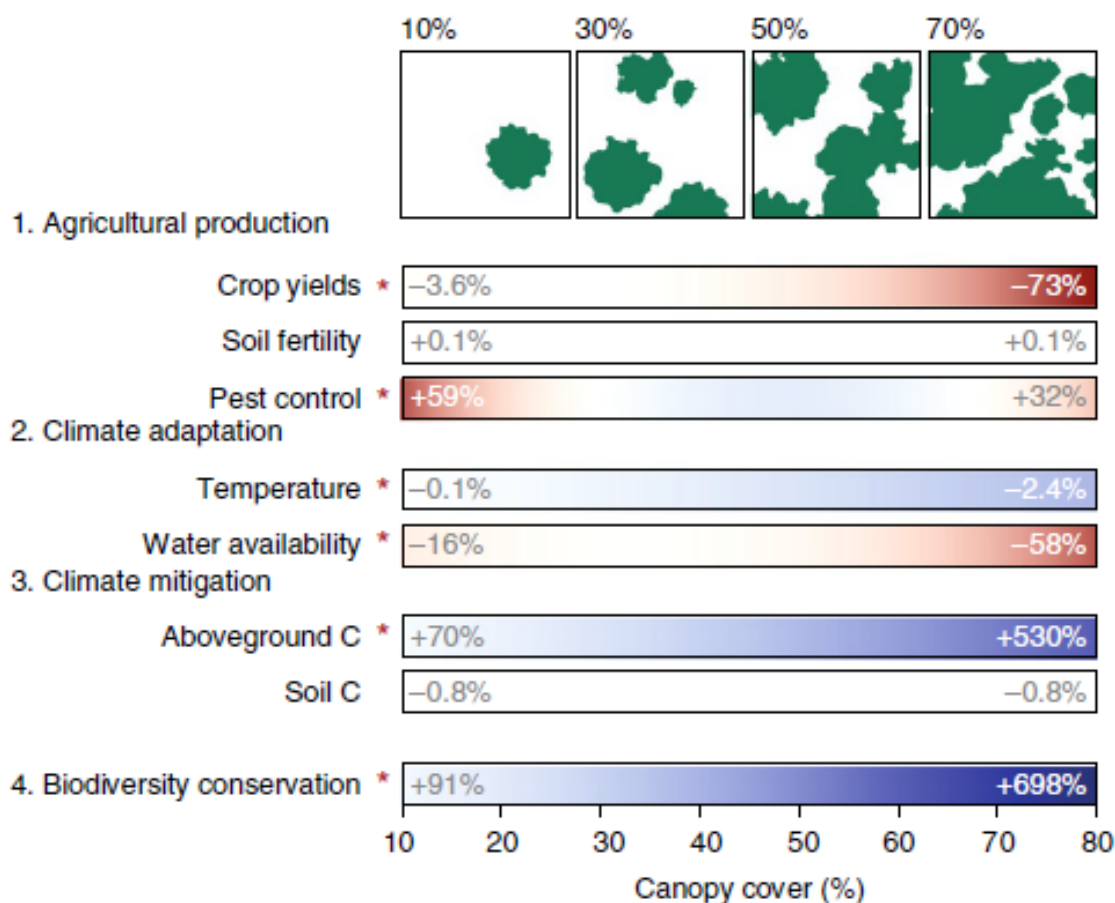 10% 30% 50% 70%
1. Agricultural production
Crop yields * –3.6% –73%
Soil fertility +0.1% +0.1%
Pest control * +59% +32%
2. Climate adaptation
Temperature * –0.1% –2.4%
Water availability * –16% –58%
3. Climate mitigation
Aboveground C * +70% +530%
Soil C –0.8% –0.8%
4. Biodiversity conservation * +91% +698%
10 20 30 40 50 60 70 80
Canopy cover (%)